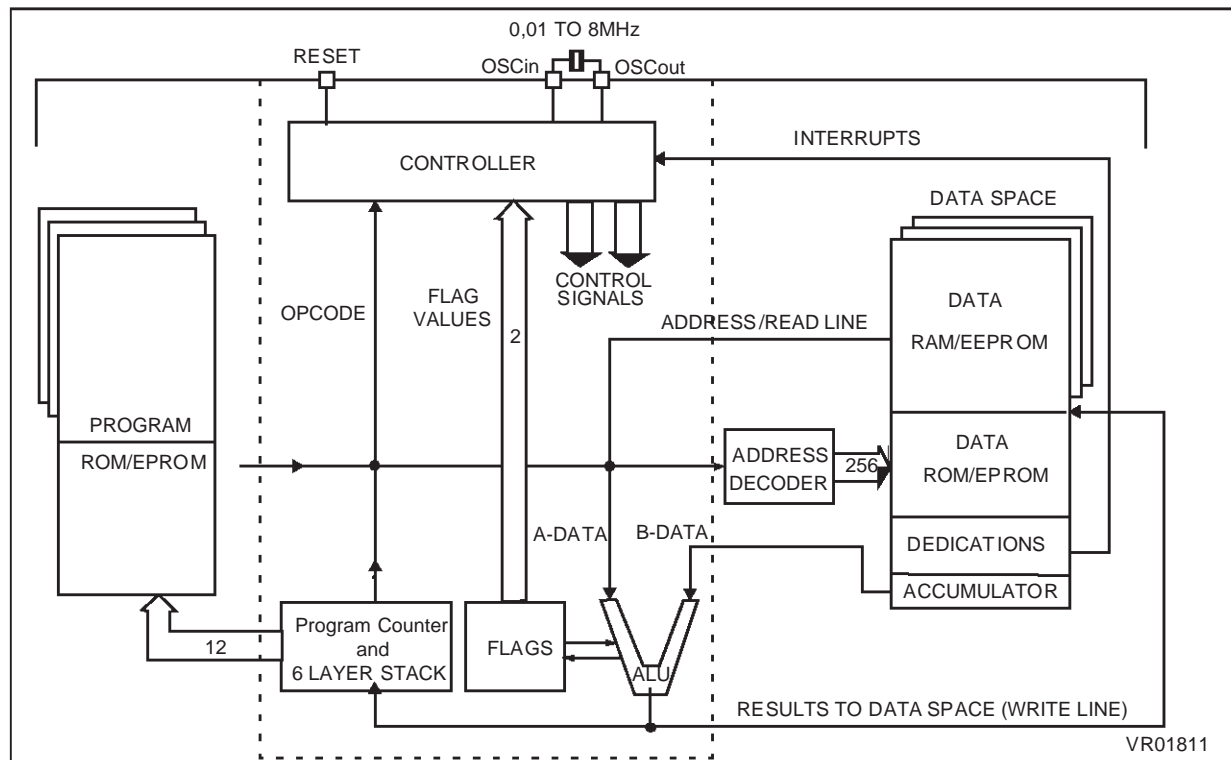 0,01 TO 8MHz
RESET
OSCin
OSCout
INTERRUPTS
CONTROLLER
DATA SPACE
CONTROL
SIGNALS
OPCODE
FLAG
VALUES
2
ADDRESS/READ LINE
DATA
RAM/EEPROM
PROGRAM
ROM/EPROM
ADDRESS
DECODER
256
DATA
ROM/EPROM
A-DATA
B-DATA
DEDICATIONS
ACCUMULATOR
12
Program Counter
and
6 LAYER STACK
FLAGS
ALU
RESULTS TO DATA SPACE (WRITE LINE)
VR01811